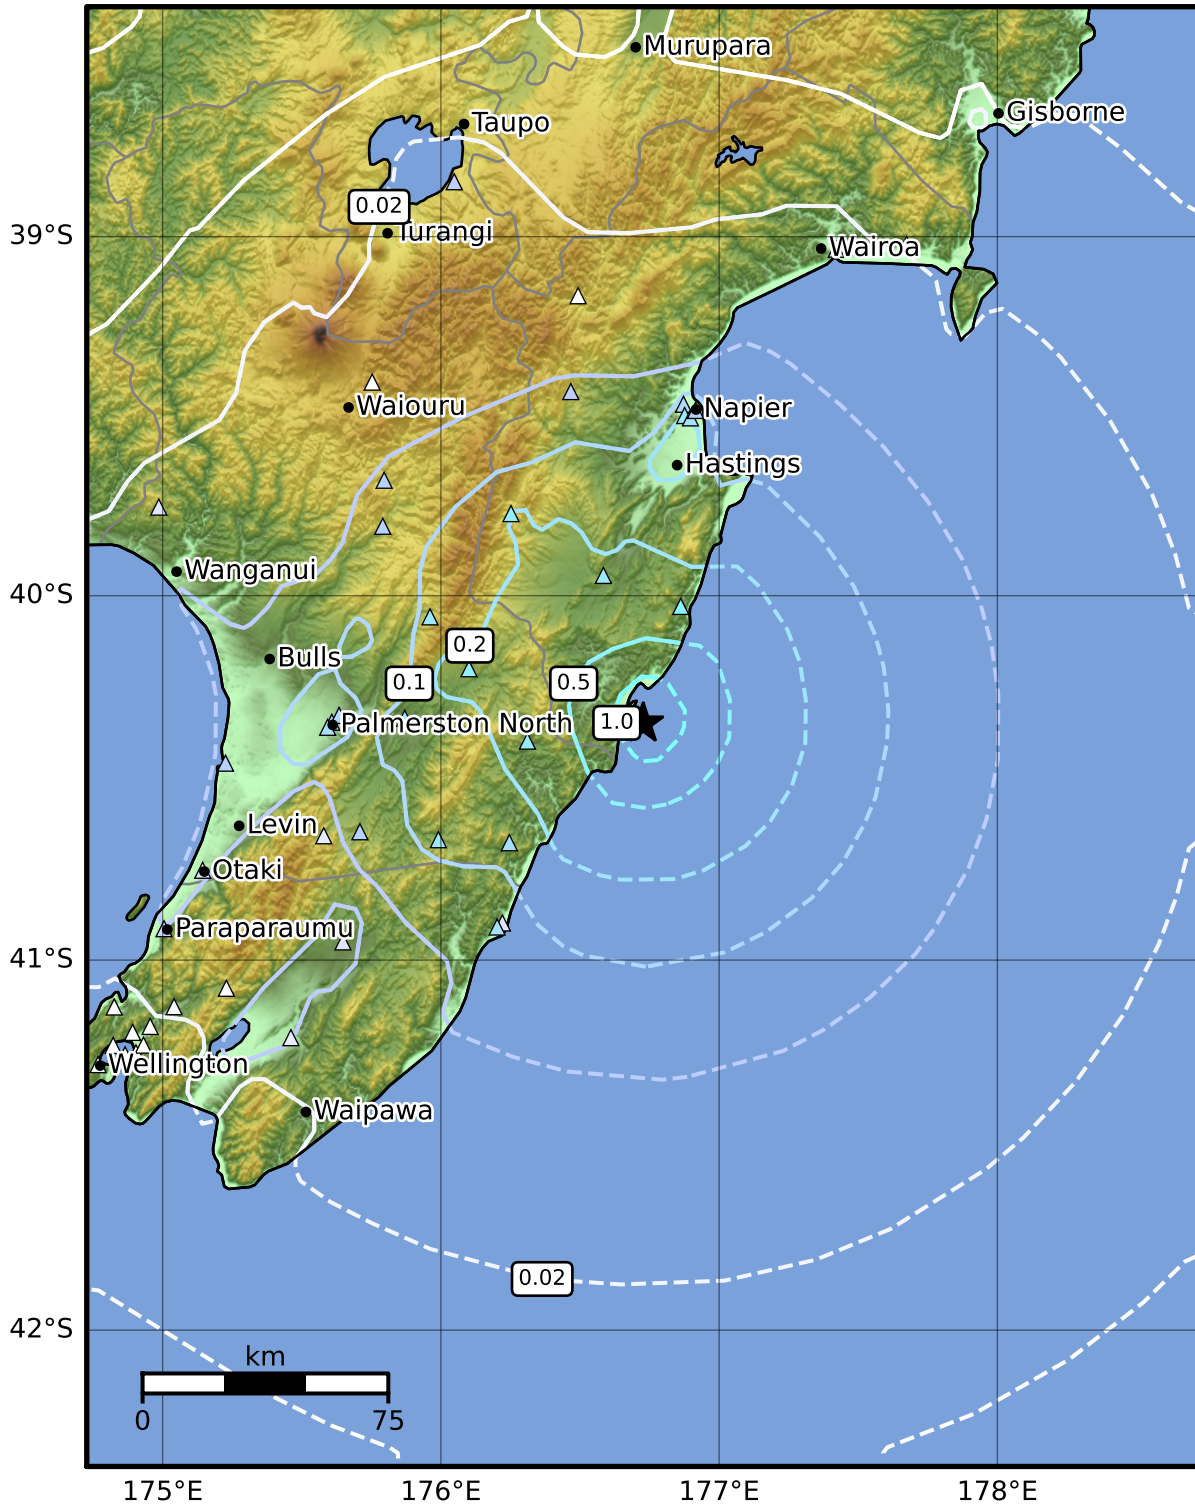 Murupara
Gisborne
Taupo
0.02
Turangi
39°S
Wairoa
Waiouru
Napier
Hastings
Wanganui
40°S
Bulls
0.2
0.1
0.5
1.0
Palmerston North
Levin
Otaki
Paraparaumu
41°S
Wellington
Waipawa
0.02
42°S
km
0
75
175°E
176°E
177°E
178°E